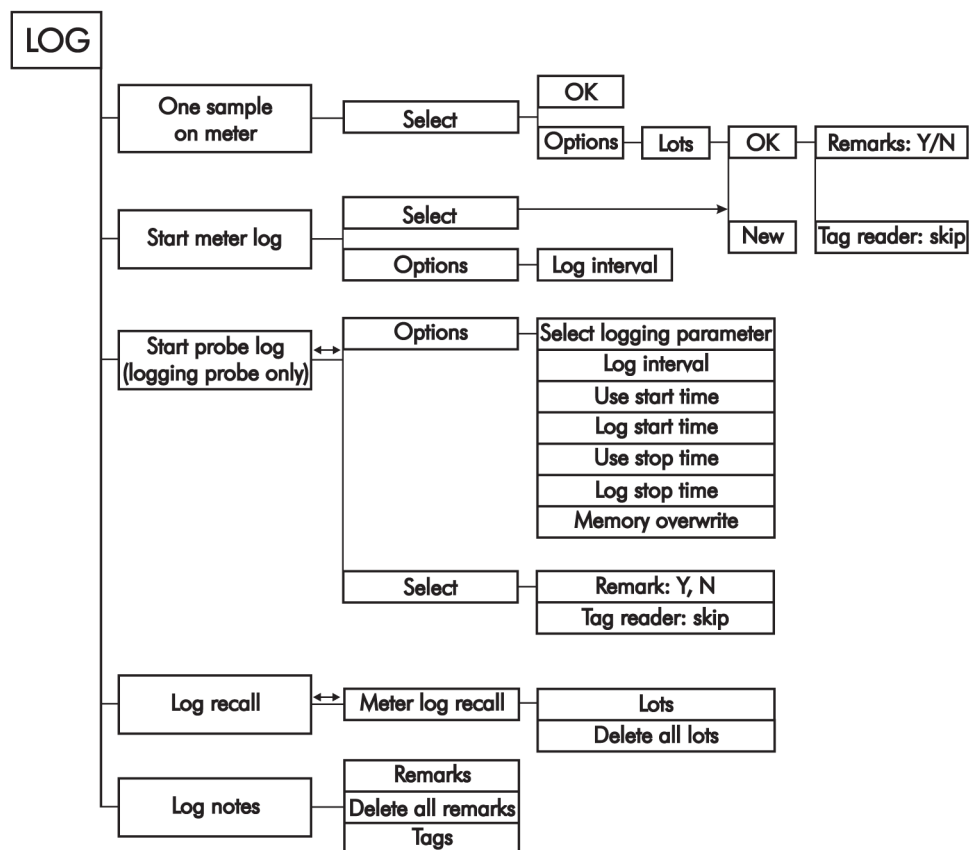 LOG
One sample
on meter
Select
OK
Options
Lots
OK
Remarks: Y/N
New
Tag reader: skip
Start meter log
Select
Options
Log interval
Start probe log
(logging probe only)
Options
Select logging parameter
Log interval
Use start time
Log start time
Use stop time
Log stop time
Memory overwrite
Select
Remark: Y, N
Tag reader: skip
Log recall
Meter log recall
Lots
Delete all lots
Log notes
Remarks
Delete all remarks
Tags